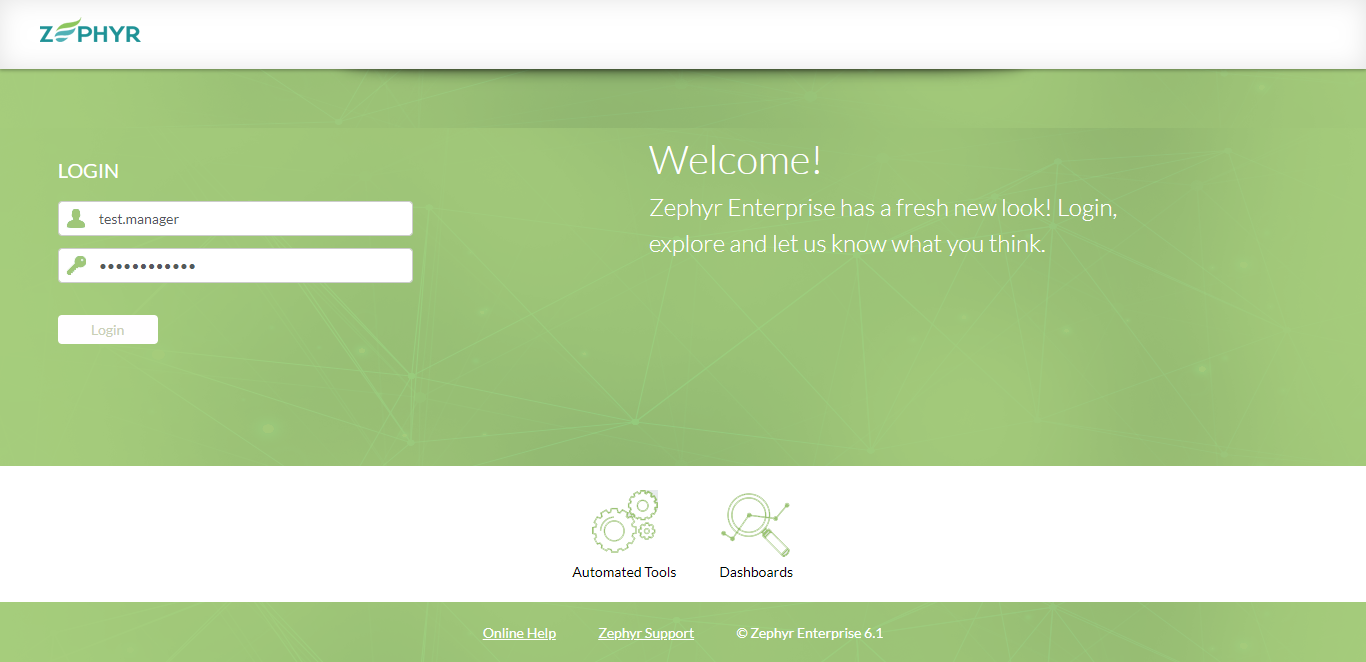 ZEPHYR
LOGIN
test.manager
••••••••••••
Login
Welcome!
Zephyr Enterprise has a fresh new look! Login,
explore and let us know what you think.
Automated Tools
Dashboards
Online Help
Zephyr Support
© Zephyr Enterprise 6.1